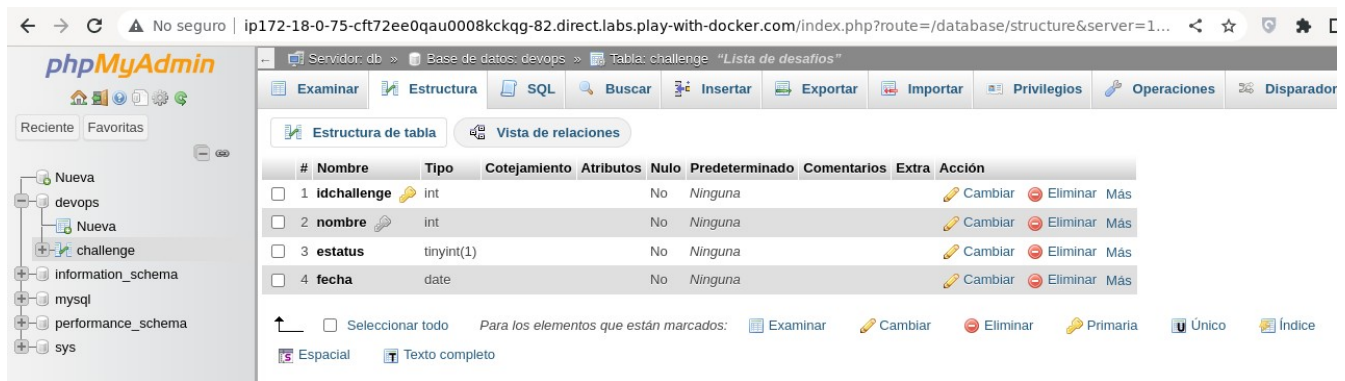 No seguro | ip172-18-0-75-cft72ee0qau0008kckqg-82.direct.labs.play-with-docker.com/index.php?route=/database/structure&server=1...
phpMyAdmin
Reciente Favoritas
Nueva
devops
Nueva
challenge
information_schema
mysql
performance_schema
sys
Servidor: db » Base de datos: devops » Tabla: challenge "Lista de desafios"
Examinar Estructura SQL Buscar Insertar Exportar Importar Privilegios Operaciones Disparador
Estructura de tabla Vista de relaciones
# Nombre Tipo Cotejamiento Atributos Nulo Predeterminado Comentarios Extra Acción
1 idchallenge int No Ninguna Cambiar Eliminar Más
2 nombre int No Ninguna Cambiar Eliminar Más
3 estatus tinyint(1) No Ninguna Cambiar Eliminar Más
4 fecha date No Ninguna Cambiar Eliminar Más
Seleccionar todo Para los elementos que están marcados: Examinar Cambiar Eliminar Primaria Único Índice
Espacial Texto completo